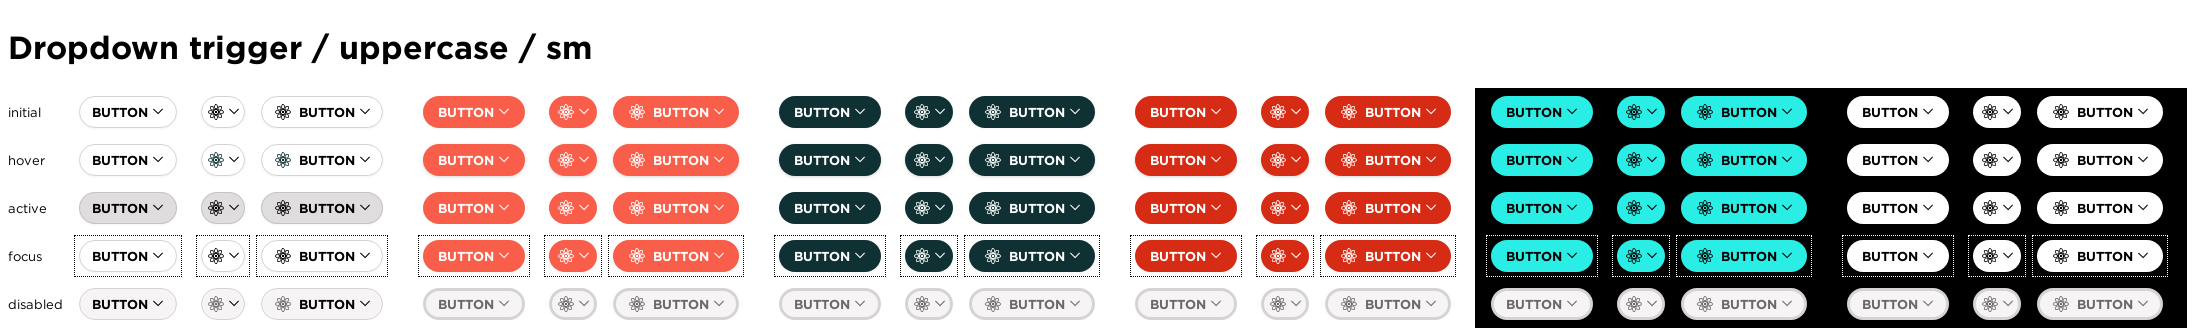 Dropdown trigger / uppercase / sm
initial BUTTON BUTTON BUTTON BUTTON BUTTON BUTTON BUTTON BUTTON BUTTON BUTTON BUTTON BUTTON
hover BUTTON BUTTON BUTTON BUTTON BUTTON BUTTON BUTTON BUTTON BUTTON BUTTON BUTTON BUTTON
active BUTTON BUTTON BUTTON BUTTON BUTTON BUTTON BUTTON BUTTON BUTTON BUTTON BUTTON BUTTON
focus BUTTON BUTTON BUTTON BUTTON BUTTON BUTTON BUTTON BUTTON BUTTON BUTTON BUTTON BUTTON
disabled BUTTON BUTTON BUTTON BUTTON BUTTON BUTTON BUTTON BUTTON BUTTON BUTTON BUTTON BUTTON